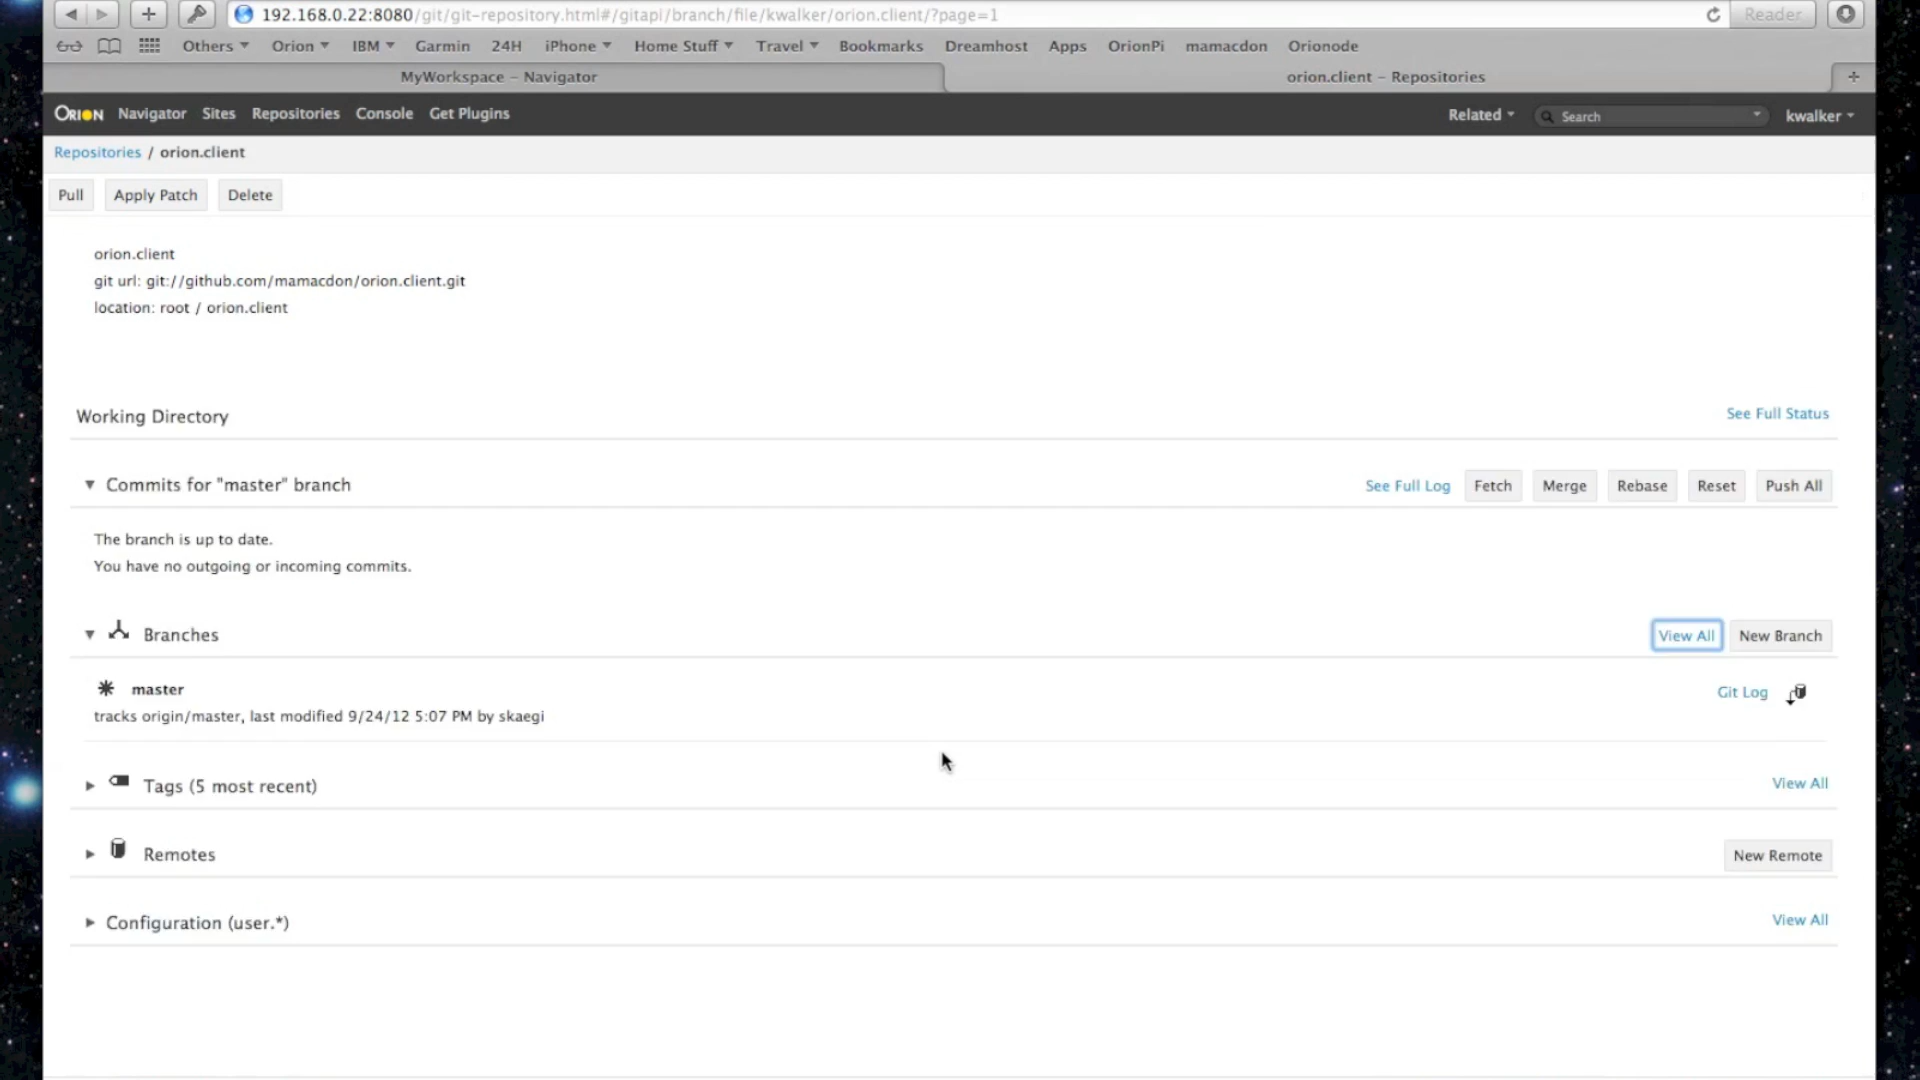 192.168.0.22:8080/git/git-repository.html#/gitapi/branch/file/kwalker/orion.client/?page=1
Reader
Others Orion IBM Garmin 24H iPhone Home Stuff Travel Bookmarks Dreamhost Apps OrionPi mamacdon Orionode
MyWorkspace – Navigator
orion.client – Repositories
ORION Navigator Sites Repositories Console Get Plugins Related Search kwalker
Repositories / orion.client
Pull Apply Patch Delete
orion.client
git url: git://github.com/mamacdon/orion.client.git
location: root / orion.client
Working Directory See Full Status
Commits for "master" branch See Full Log Fetch Merge Rebase Reset Push All
The branch is up to date.
You have no outgoing or incoming commits.
Branches View All New Branch
master Git Log
tracks origin/master, last modified 9/24/12 5:07 PM by skaegi
Tags (5 most recent) View All
Remotes New Remote
Configuration (user.*) View All